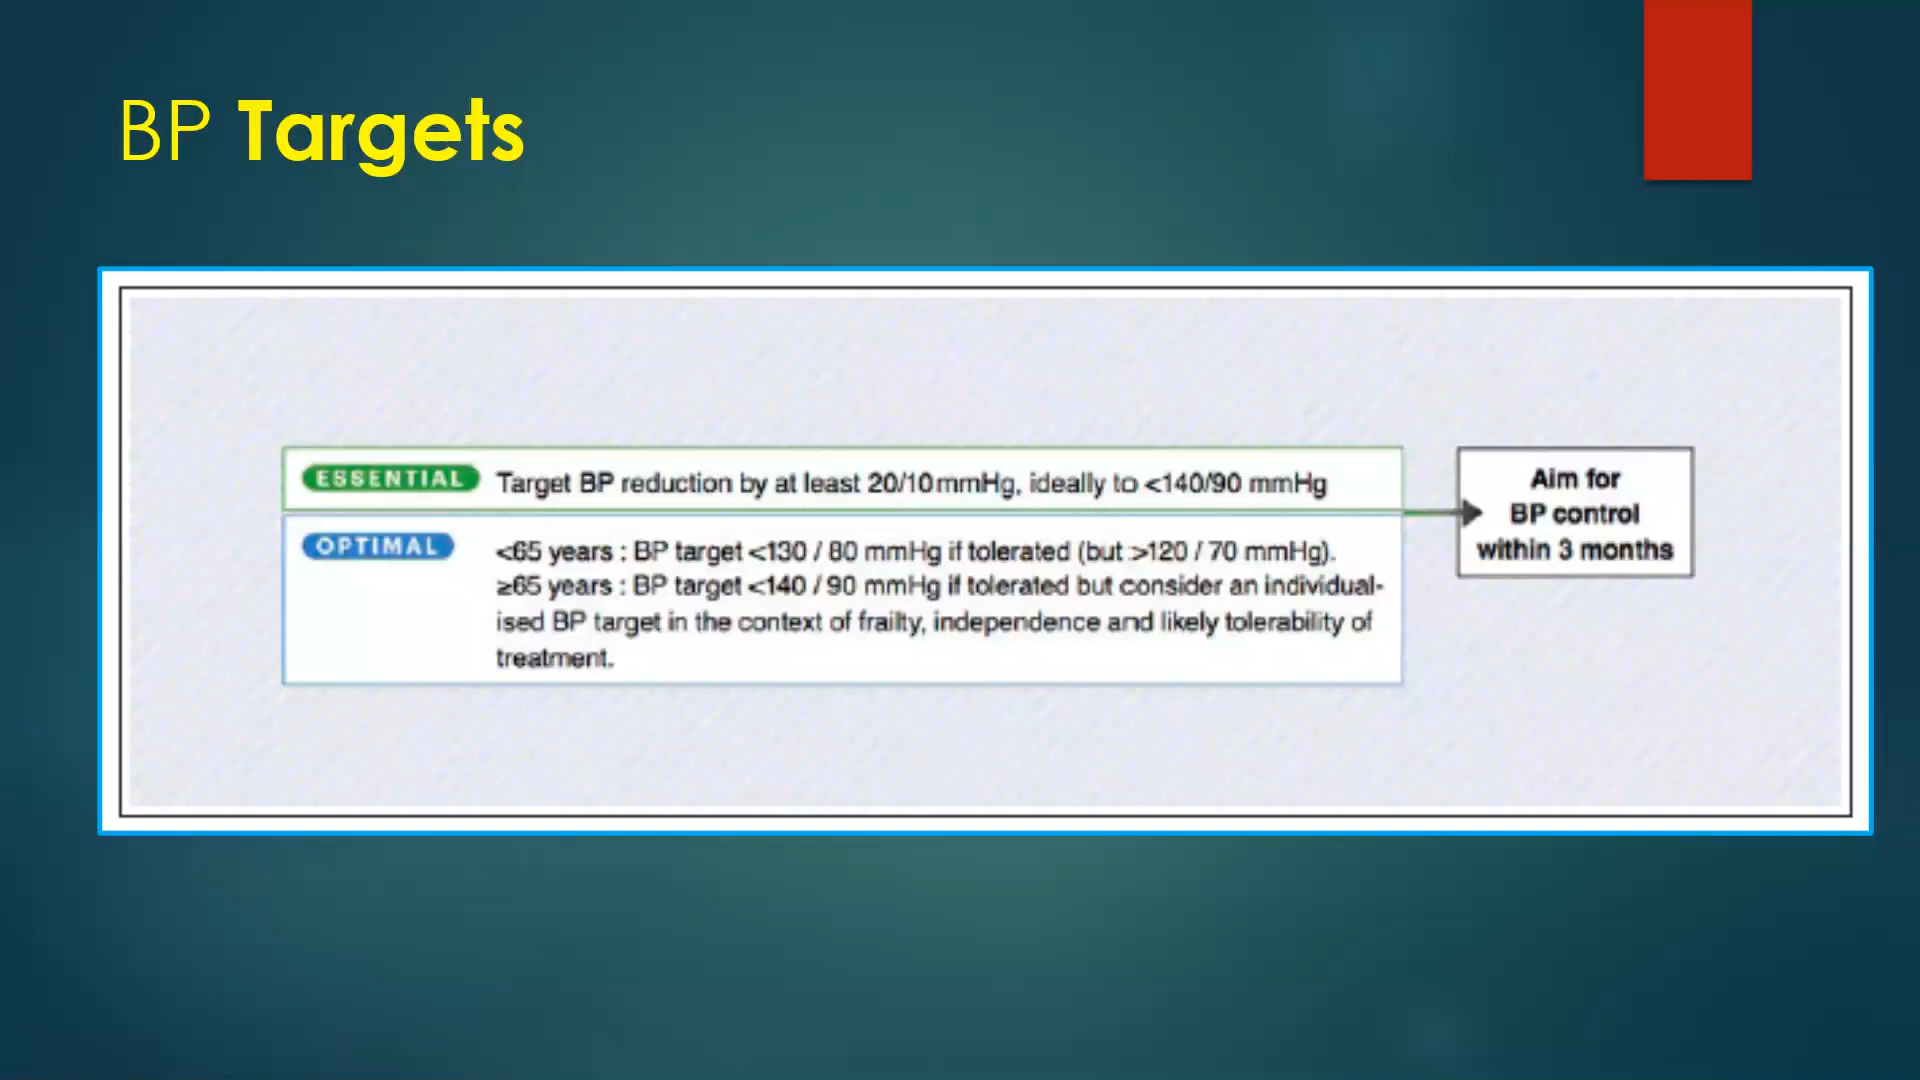 BP Targets
ESSENTIAL Target BP reduction by at least 20/10mmHg, ideally to <140/90 mmHg
OPTIMAL <65 years : BP target <130 / 80 mmHg if tolerated (but >120 / 70 mmHg).
≥65 years : BP target <140 / 90 mmHg if tolerated but consider an individual-
ised BP target in the context of frailty, independence and likely tolerability of
treatment.
Aim for
BP control
within 3 months